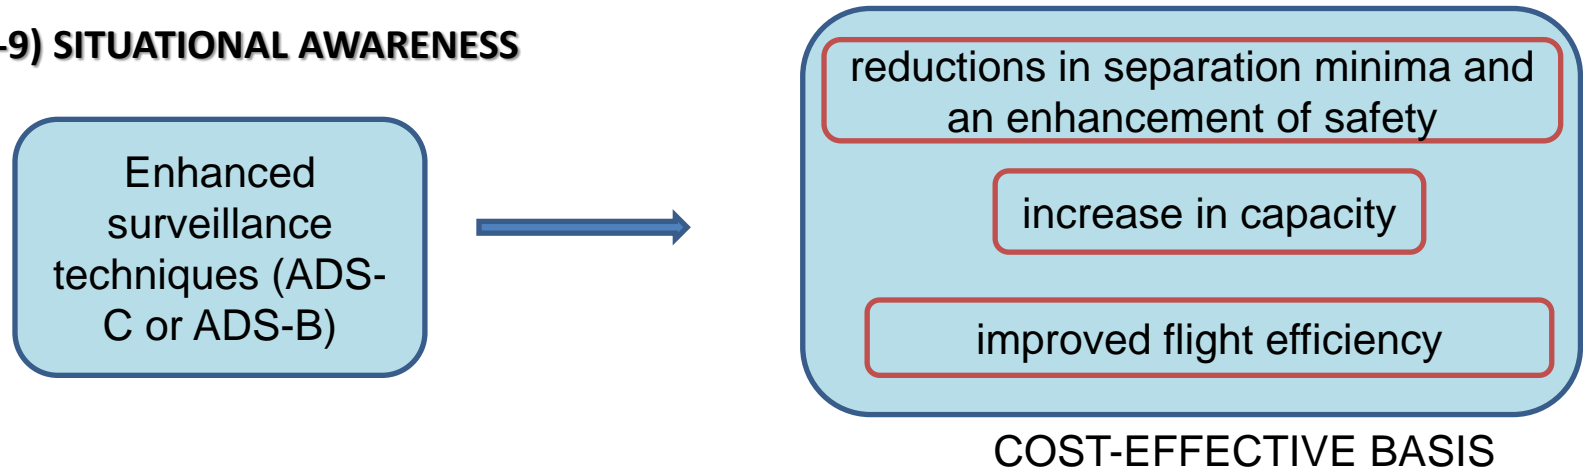 -9) SITUATIONAL AWARENESS
Enhanced
surveillance
techniques (ADS-
C or ADS-B)
reductions in separation minima and
an enhancement of safety
increase in capacity
improved flight efficiency
COST-EFFECTIVE BASIS